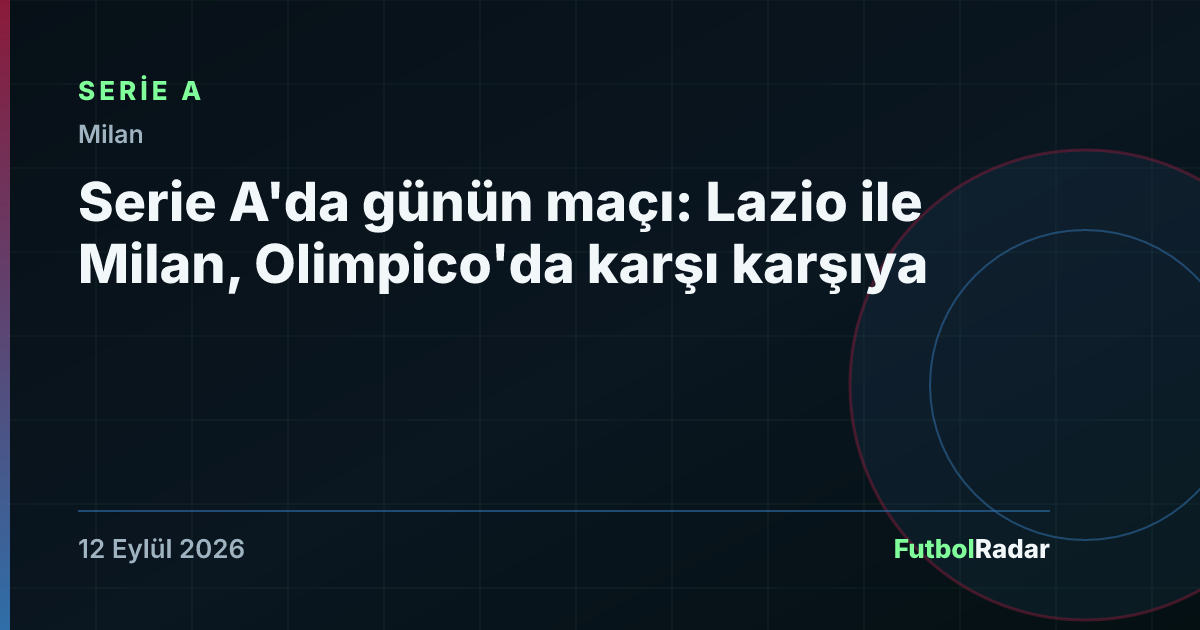 SERİE A
Milan
Serie A'da günün maçı: Lazio ile
Milan, Olimpico'da karşı karşıya
12 Eylül 2026
FutbolRadar